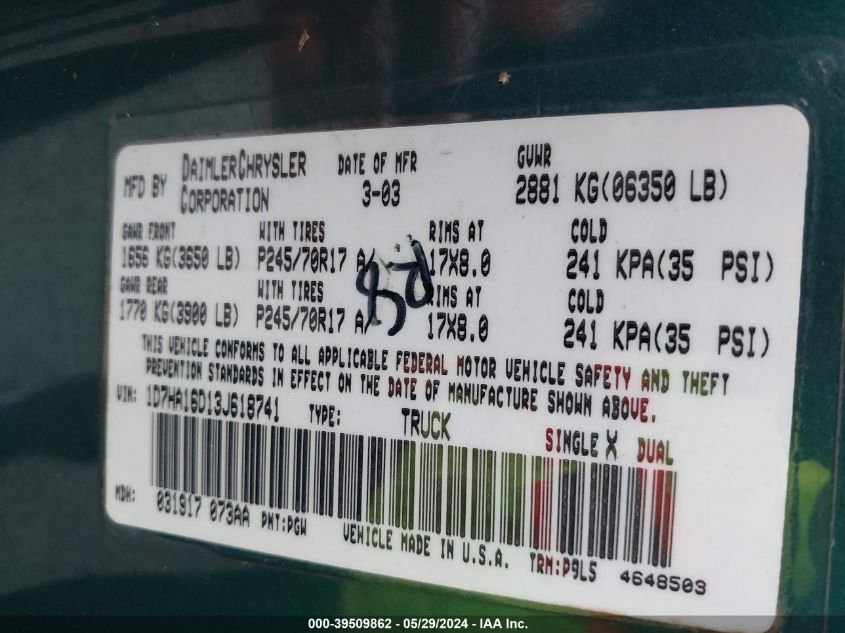 MFD BY DAIMLERCHRYSLER CORPORATION DATE OF MFR 3-03 GVWR 2881 KG(06350 LB)
GAWR FRONT WITH TIRES RIMS AT COLD
1656 KG(3650 LB) P245/70R17 A/ 17X8.0 241 KPA(35 PSI)
GAWR REAR WITH TIRES RIMS AT COLD
1770 KG(3900 LB) P245/70R17 A/ 17X8.0 241 KPA(35 PSI)
THIS VEHICLE CONFORMS TO ALL APPLICABLE FEDERAL MOTOR VEHICLE SAFETY AND THEFT
PREVENTION STANDARDS IN EFFECT ON THE DATE OF MANUFACTURE SHOWN ABOVE.
VIN: 1D7HA16D13J618741 TYPE: TRUCK SINGLE X DUAL
MDH: 031817 073AA PNT:PGW VEHICLE MADE IN U.S.A. TRM:P9L5 4648503
000-39509862 - 05/29/2024 - IAA Inc.